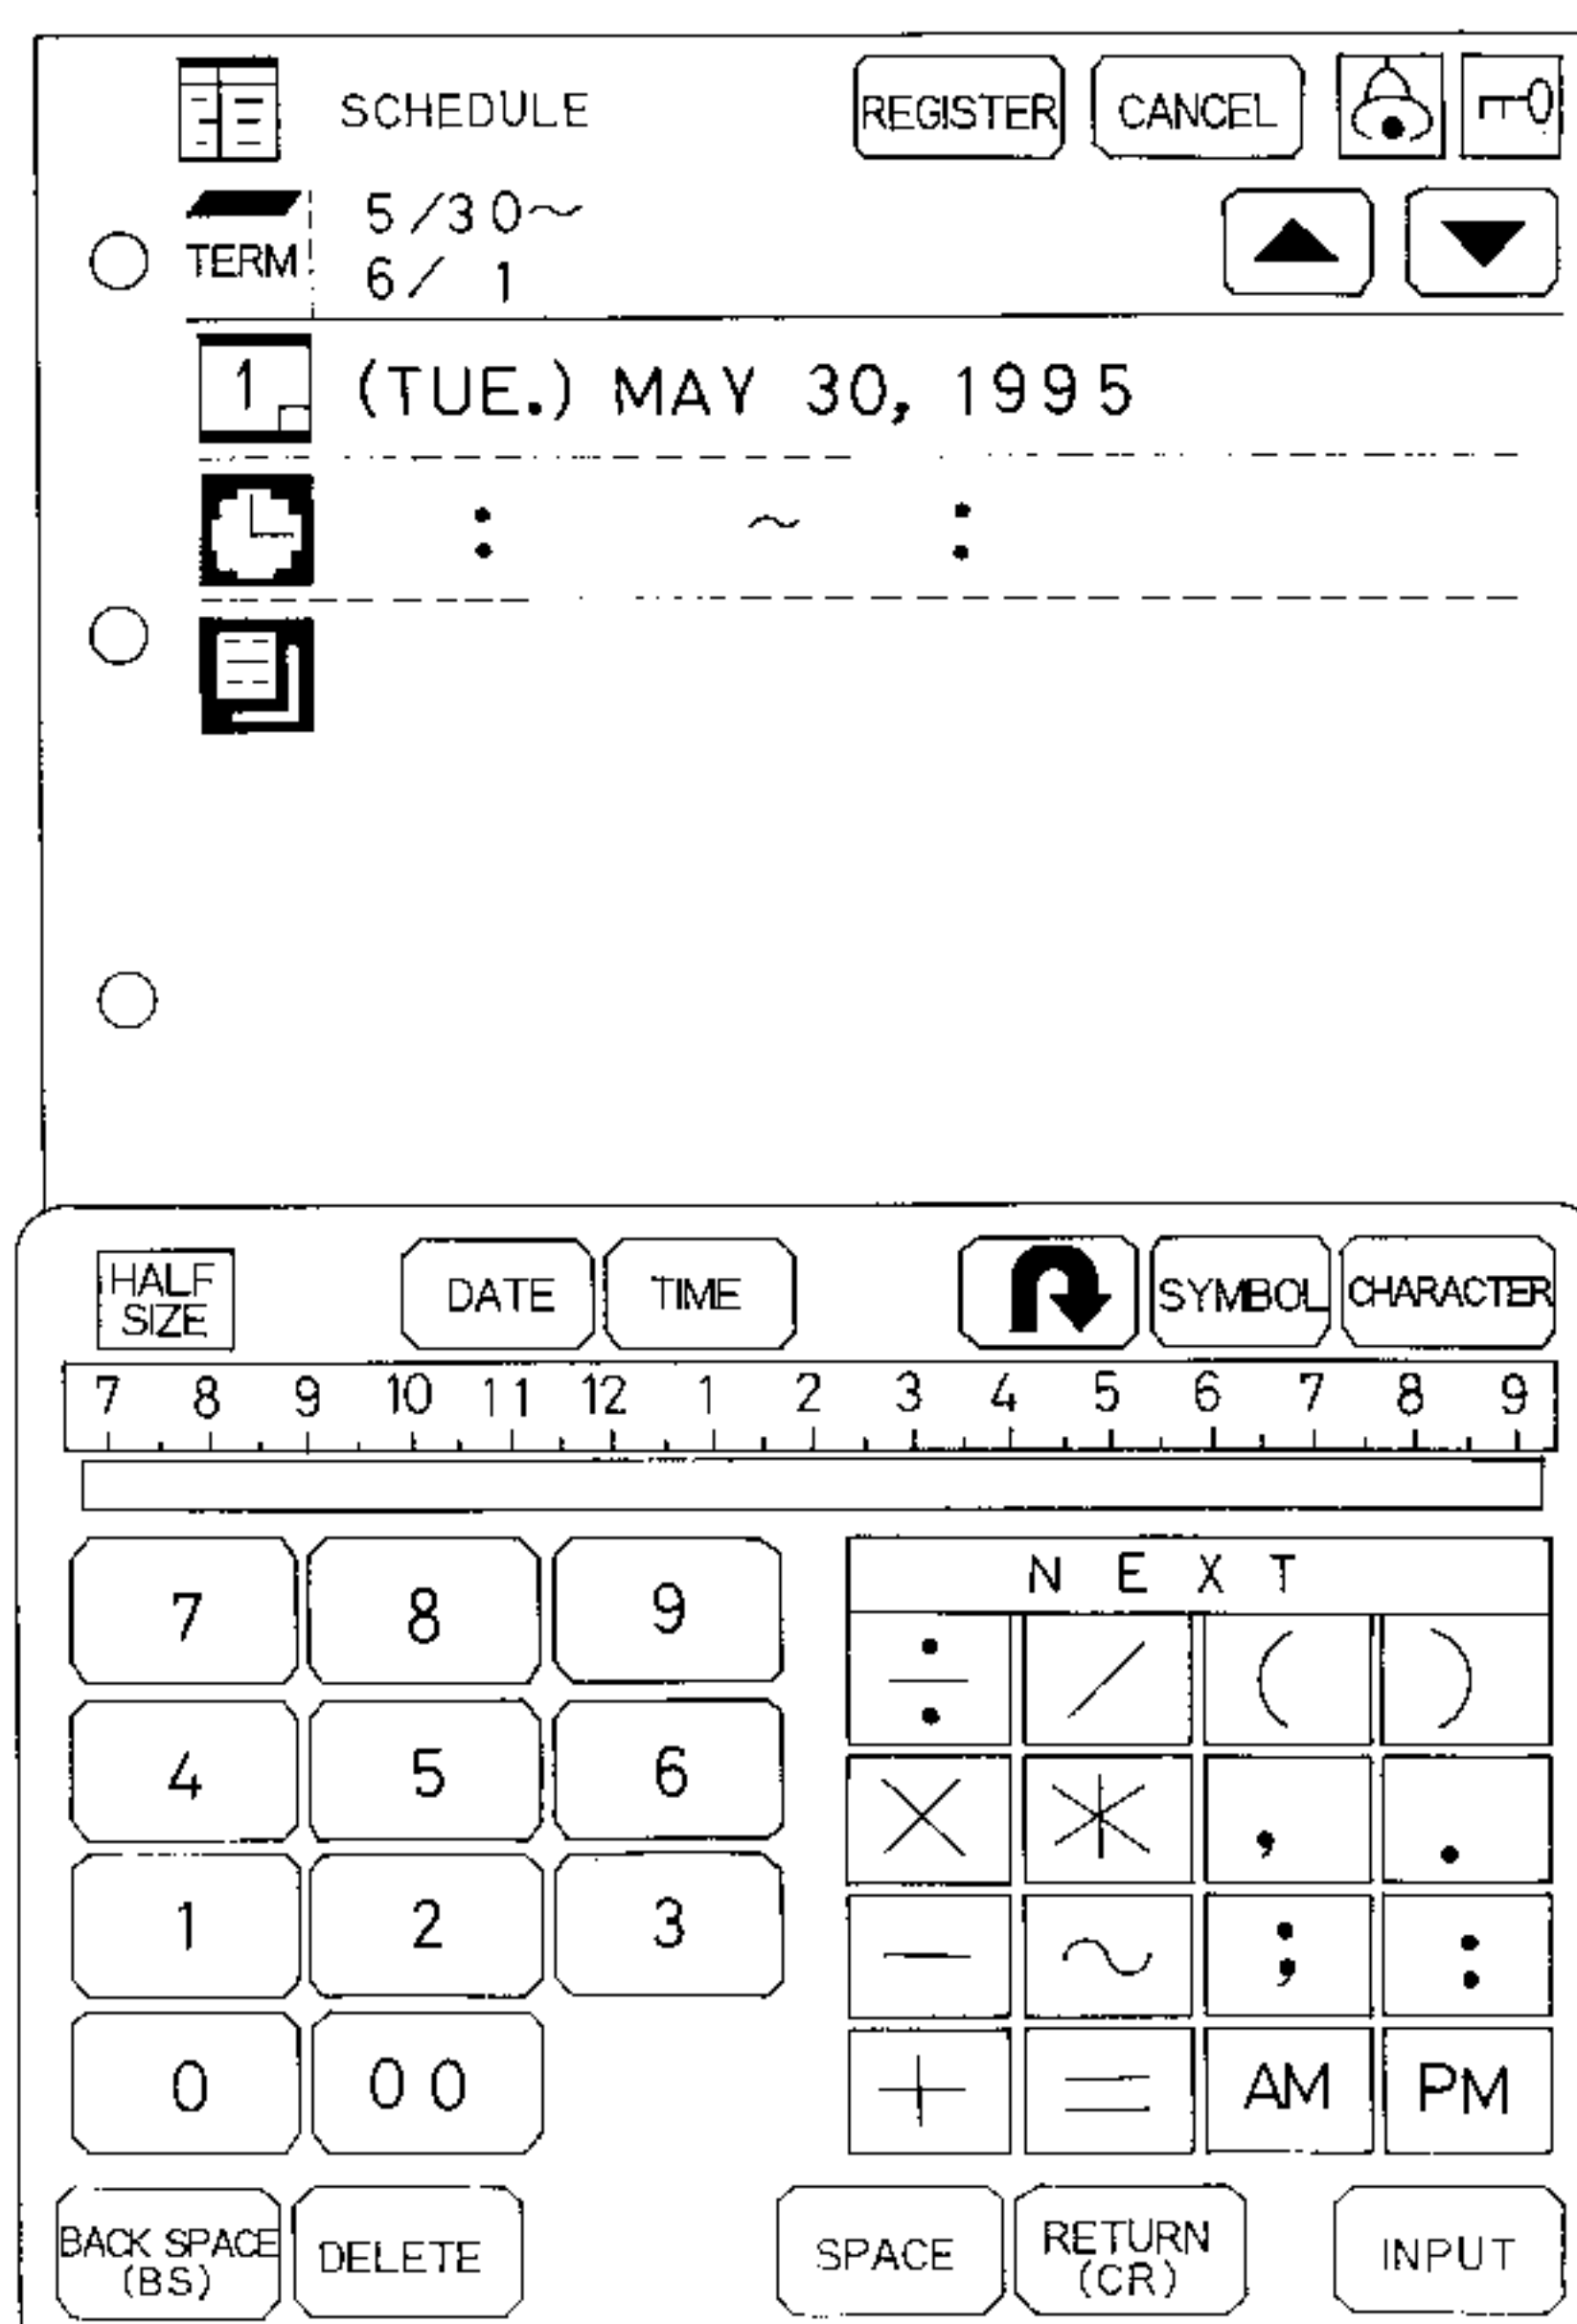 SCHEDULE REGISTER CANCEL
TERM 5/30~
6/ 1
1 (TUE.) MAY 30, 1995
: ~ :
HALF SIZE DATE TIME SYMBOL CHARACTER
7 8 9 10 11 12 1 2 3 4 5 6 7 8 9
NEXT
7 8 9 ÷ / ( )
4 5 6 × * , .
1 2 3 − ~ ; :
0 00 + = AM PM
BACK SPACE (BS) DELETE SPACE RETURN (CR) INPUT